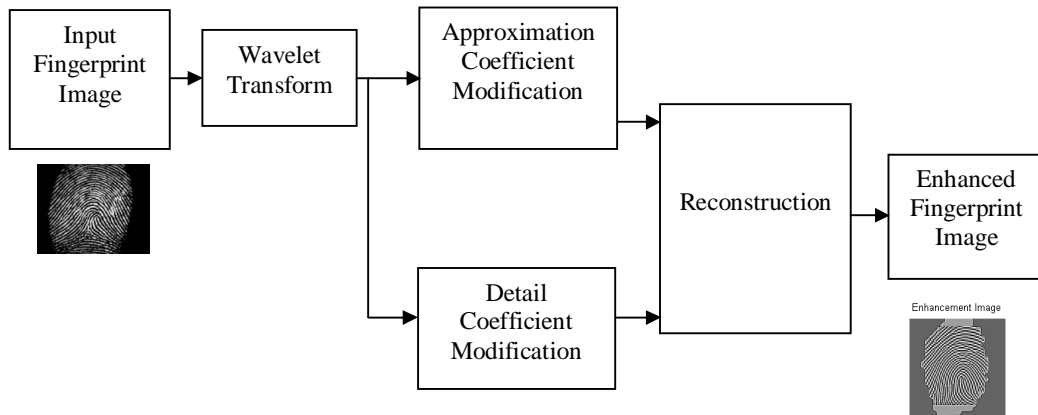 Input
Fingerprint
Image
Wavelet
Transform
Approximation
Coefficient
Modification
Detail
Coefficient
Modification
Reconstruction
Enhanced
Fingerprint
Image
Enhancement Image